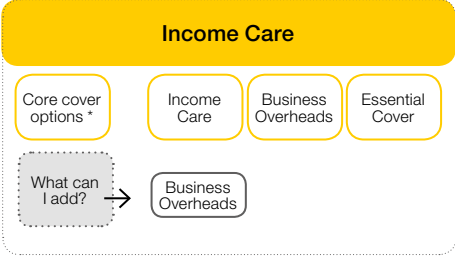 Income Care
Core cover
options *
Income
Care
Business
Overheads
Essential
Cover
What can
I add?
Business
Overheads